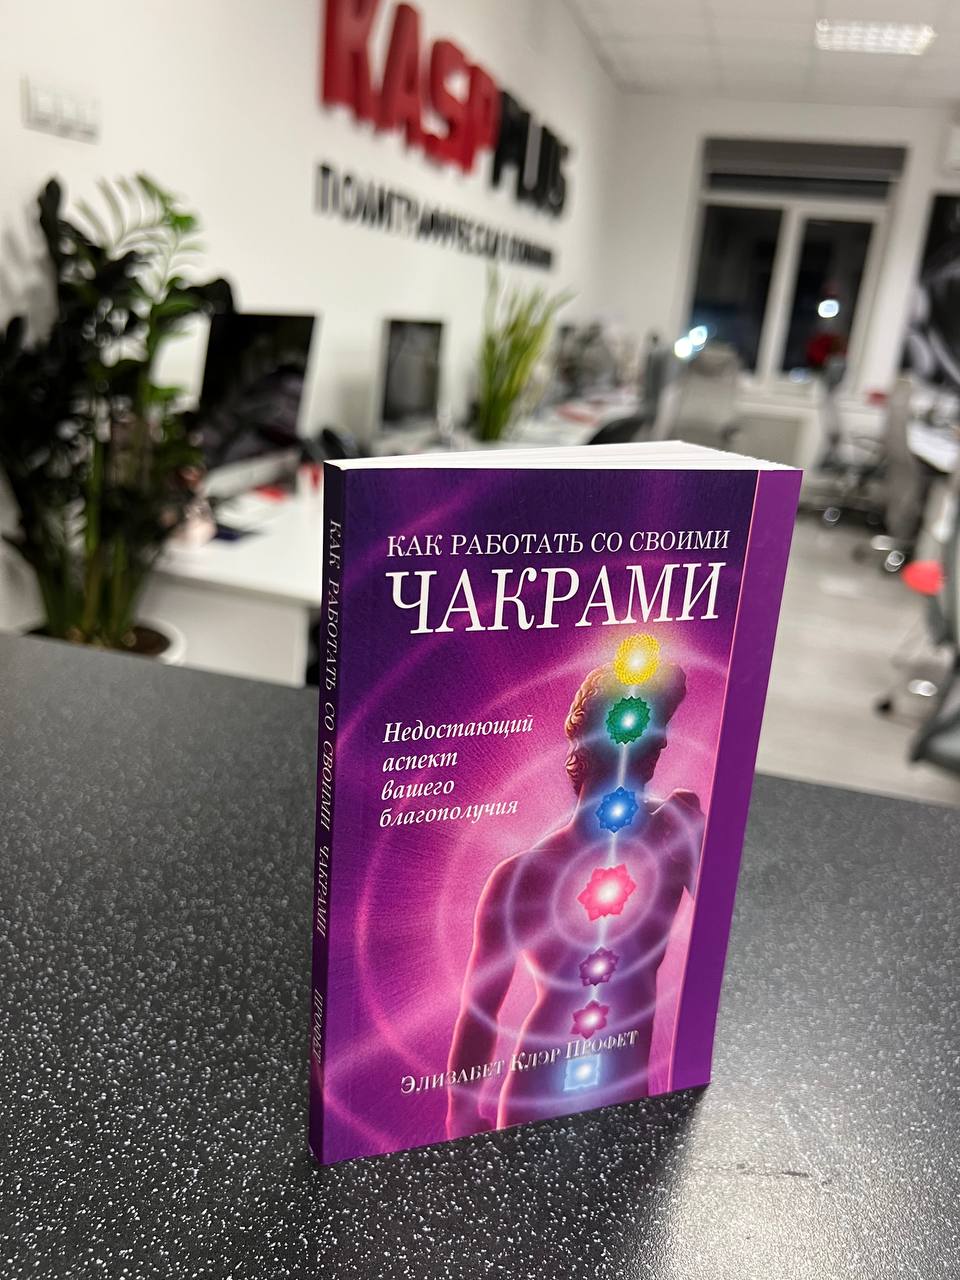 KASPPLUS
ПОЛИГРАФИЧЕСКАЯ
КАК РАБОТАТЬ СО СВОИМИ
ЧАКРАМИ
Недостающий
аспект
вашего
благополучия
ЭЛИЗАБЕТ КЛЭР ПРОФЕТ
КАК РАБОТАТЬ СО СВОИМИ ЧАКРАМИ ПРОФЕТ